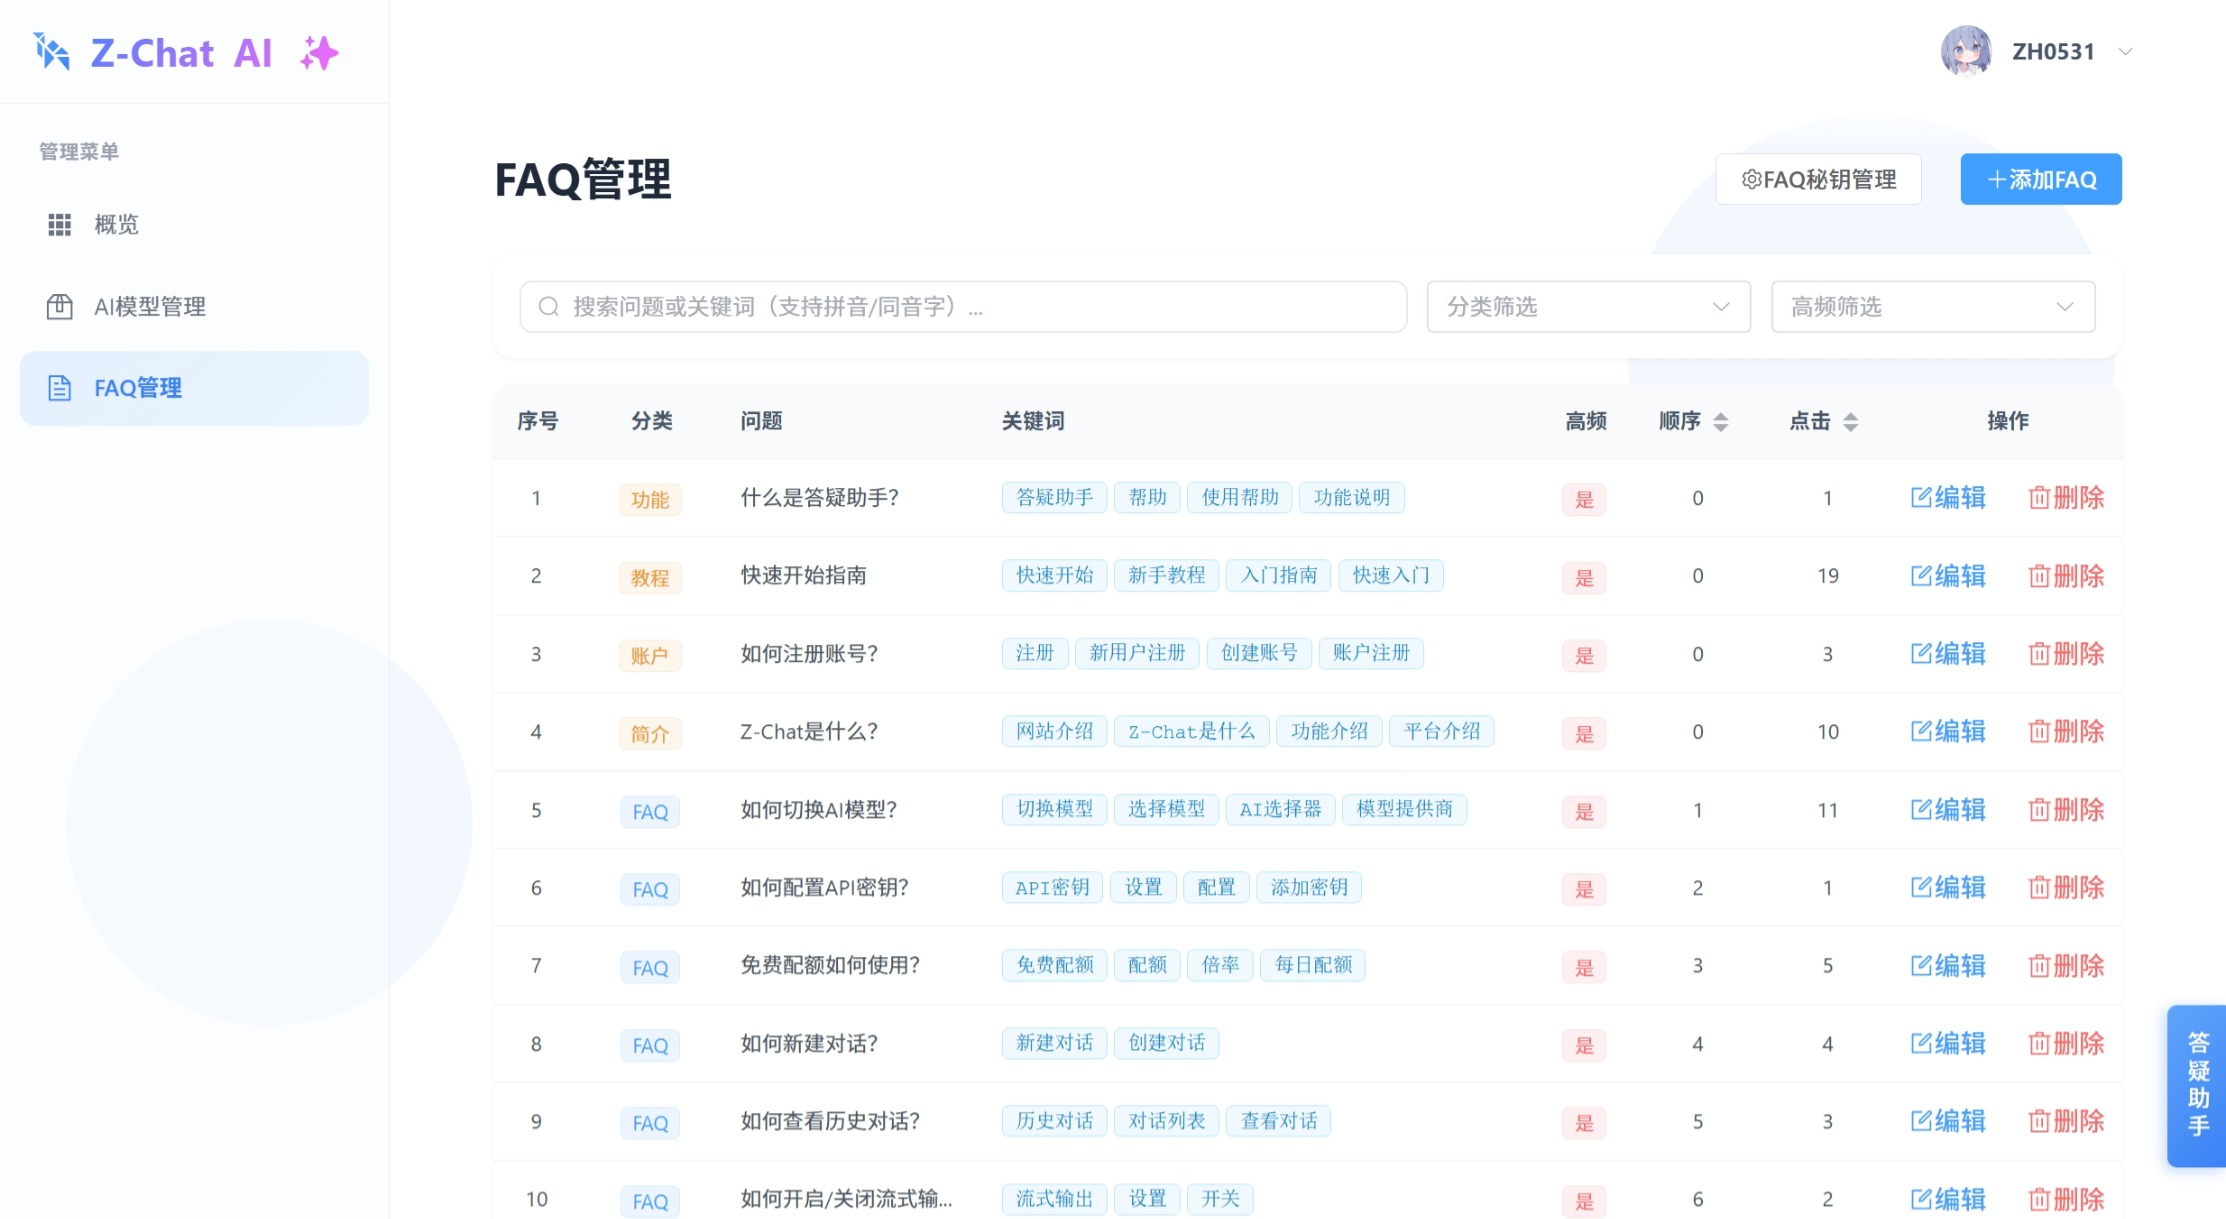 Z-Chat AI
ZH0531
管理菜单
概览
AI模型管理
FAQ管理
FAQ管理
FAQ秘钥管理
添加FAQ
搜索问题或关键词（支持拼音/同音字）...
分类筛选
高频筛选
序号 分类 问题 关键词 高频 顺序 点击 操作
1 功能 什么是答疑助手? 答疑助手 帮助 使用帮助 功能说明 是 0 1 编辑 删除
2 教程 快速开始指南 快速开始 新手教程 入门指南 快速入门 是 0 19 编辑 删除
3 账户 如何注册账号? 注册 新用户注册 创建账号 账户注册 是 0 3 编辑 删除
4 简介 Z-Chat是什么? 网站介绍 Z-Chat是什么 功能介绍 平台介绍 是 0 10 编辑 删除
5 FAQ 如何切换AI模型? 切换模型 选择模型 AI选择器 模型提供商 是 1 11 编辑 删除
6 FAQ 如何配置API密钥? API密钥 设置 配置 添加密钥 是 2 1 编辑 删除
7 FAQ 免费配额如何使用? 免费配额 配额 倍率 每日配额 是 3 5 编辑 删除
8 FAQ 如何新建对话? 新建对话 创建对话 是 4 4 编辑 删除
9 FAQ 如何查看历史对话? 历史对话 对话列表 查看对话 是 5 3 编辑 删除
10 FAQ 如何开启/关闭流式输... 流式输出 设置 开关 是 6 2 编辑 删除
答疑助手